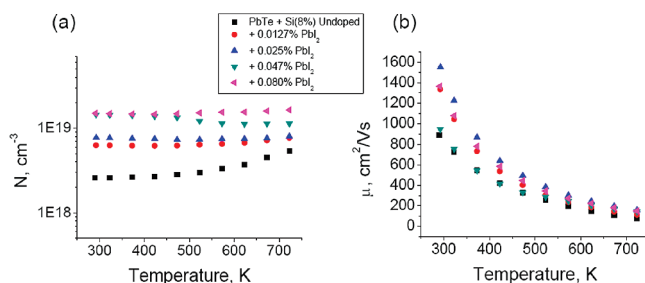 (a)
PbTe + Si(8%) Undoped
+ 0.0127% PbI₂
+ 0.025% PbI₂
+ 0.047% PbI₂
+ 0.080% PbI₂
N, cm⁻³
1E19
1E18
300 400 500 600 700
Temperature, K
(b)
μ, cm²/Vs
1600
1400
1200
1000
800
600
400
200
0
300 400 500 600 700
Temperature, K